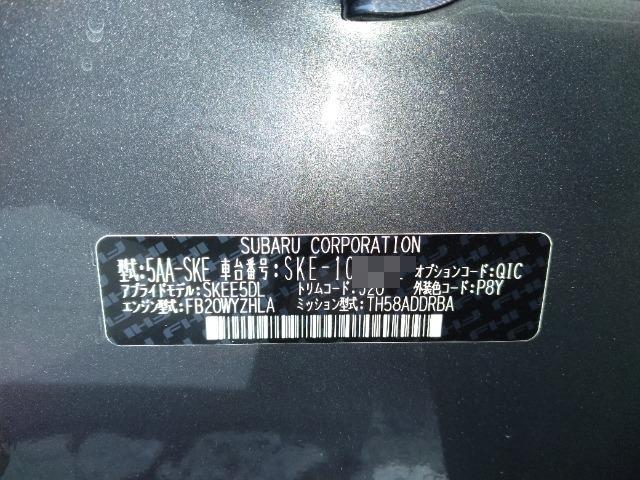 SUBARU CORPORATION
型式:5AA-SKE 車台番号:SKE-10 オプションコード:QIC
アプライドモデル:SKEE5DL トリムコード:J20 外装色コード:P8Y
エンジン型式:FB20WYZHLA ミッション型式:TH58ADDRBA